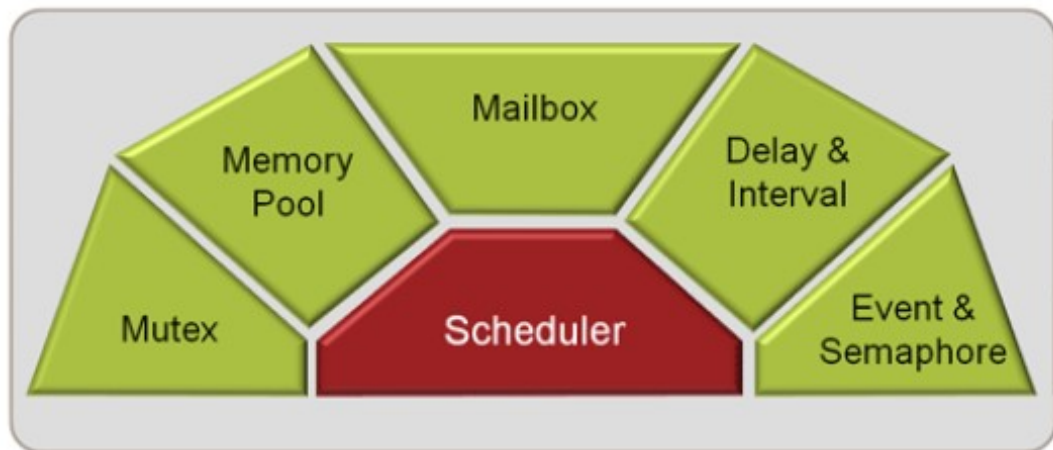 Mailbox
Memory
Pool
Delay &
Interval
Mutex
Scheduler
Event &
Semaphore